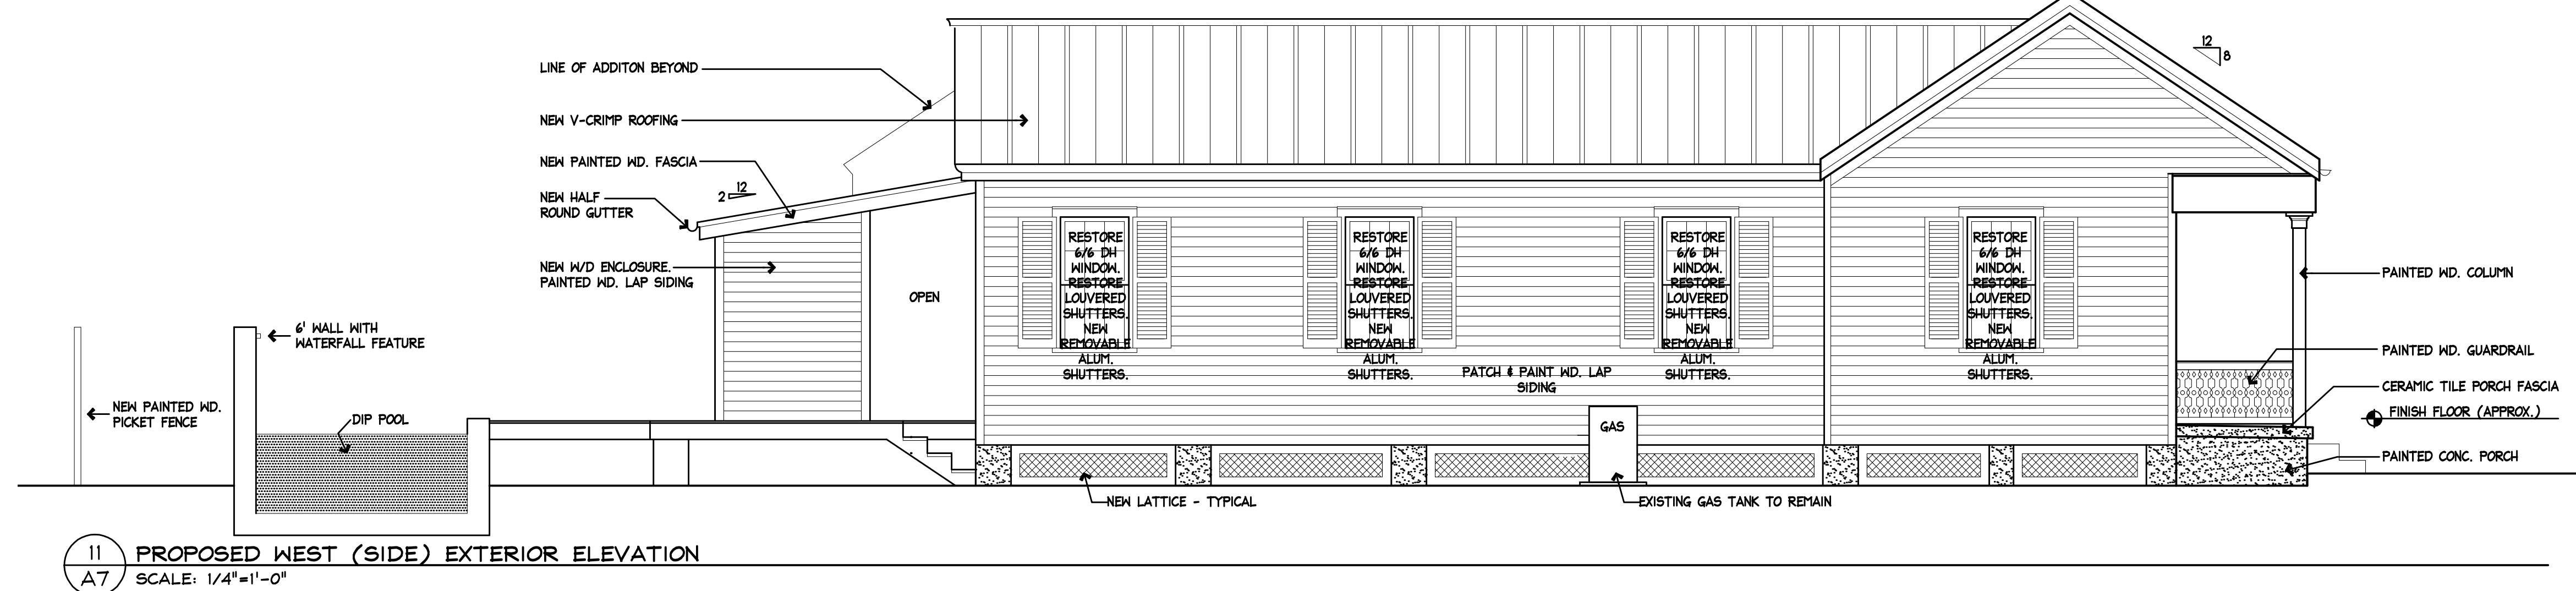 LINE OF ADDITON BEYOND
NEW V-CRIMP ROOFING
NEW PAINTED WD. FASCIA
12
2
NEW HALF
ROUND GUTTER
NEW W/D ENCLOSURE.
PAINTED WD. LAP SIDING
OPEN
6' WALL WITH
WATERFALL FEATURE
NEW PAINTED WD.
PICKET FENCE
DIP POOL
RESTORE
6/6 DH
WINDOW.
RESTORE
LOUVERED
SHUTTERS.
NEW
REMOVABLE
ALUM.
SHUTTERS.
RESTORE
6/6 DH
WINDOW.
RESTORE
LOUVERED
SHUTTERS.
NEW
REMOVABLE
ALUM.
SHUTTERS.
PATCH & PAINT WD. LAP
SIDING
RESTORE
6/6 DH
WINDOW.
RESTORE
LOUVERED
SHUTTERS.
NEW
REMOVABLE
ALUM.
SHUTTERS.
RESTORE
6/6 DH
WINDOW.
RESTORE
LOUVERED
SHUTTERS.
NEW
REMOVABLE
ALUM.
SHUTTERS.
12
8
PAINTED WD. COLUMN
PAINTED WD. GUARDRAIL
CERAMIC TILE PORCH FASCIA
FINISH FLOOR (APPROX.)
PAINTED CONC. PORCH
GAS
NEW LATTICE - TYPICAL
EXISTING GAS TANK TO REMAIN
11
A7
PROPOSED WEST (SIDE) EXTERIOR ELEVATION
SCALE: 1/4"=1'-0"